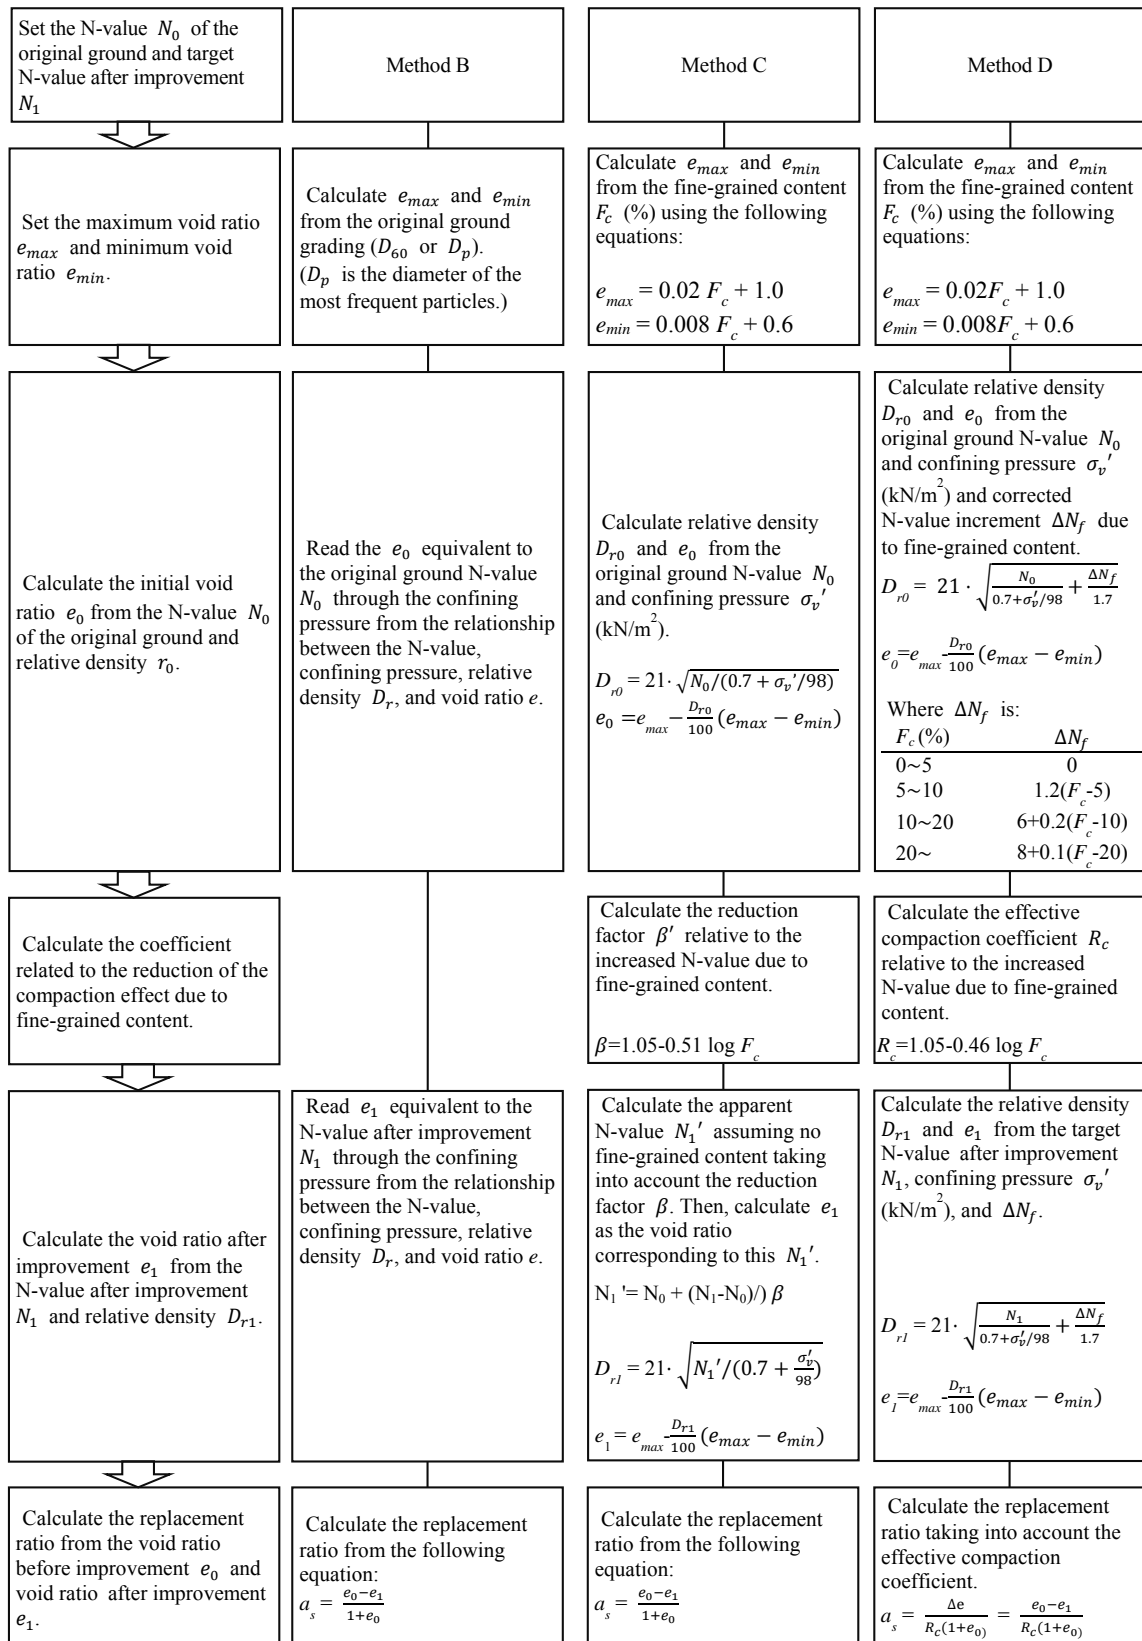 Set the N-value N₀ of the
original ground and target
N-value after improvement
N₁
Method B
Method C
Method D
Set the maximum void ratio
eₘₐₓ and minimum void
ratio eₘᵢₙ.
Calculate eₘₐₓ and eₘᵢₙ
from the original ground
grading (D₆₀ or Dₚ).
(Dₚ is the diameter of the
most frequent particles.)
Calculate eₘₐₓ and eₘᵢₙ
from the fine-grained content
F_c (%) using the following
equations:
eₘₐₓ = 0.02 F_c + 1.0
eₘᵢₙ = 0.008 F_c + 0.6
Calculate eₘₐₓ and eₘᵢₙ
from the fine-grained content
F_c (%) using the following
equations:
eₘₐₓ = 0.02F_c + 1.0
eₘᵢₙ = 0.008F_c + 0.6
Calculate the initial void
ratio e₀ from the N-value N₀
of the original ground and
relative density r₀.
Read the e₀ equivalent to
the original ground N-value
N₀ through the confining
pressure from the relationship
between the N-value,
confining pressure, relative
density Dᵣ, and void ratio e.
Calculate relative density
Dᵣ₀ and e₀ from the
original ground N-value N₀
and confining pressure σᵥ'
(kN/m²).
Dᵣ₀ = 21· √(N₀/(0.7 + σᵥ'/98))
e₀ =eₘₐₓ− Dᵣ₀/100 (eₘₐₓ − eₘᵢₙ)
Calculate relative density
Dᵣ₀ and e₀ from the
original ground N-value N₀
and confining pressure σᵥ'
(kN/m²) and corrected
N-value increment ΔN_f due
to fine-grained content.
Dᵣ₀ = 21 · √(N₀/(0.7+σᵥ'/98) + ΔN_f/1.7)
e₀=eₘₐₓ- Dᵣ₀/100 (eₘₐₓ − eₘᵢₙ)
Where ΔN_f is:
F_c (%) ΔN_f
0~5 0
5~10 1.2(F_c-5)
10~20 6+0.2(F_c-10)
20~ 8+0.1(F_c-20)
Calculate the coefficient
related to the reduction of the
compaction effect due to
fine-grained content.
Calculate the reduction
factor β' relative to the
increased N-value due to
fine-grained content.
β=1.05-0.51 log F_c
Calculate the effective
compaction coefficient R_c
relative to the increased
N-value due to fine-grained
content.
R_c=1.05-0.46 log F_c
Calculate the void ratio after
improvement e₁ from the
N-value after improvement
N₁ and relative density Dᵣ₁.
Read e₁ equivalent to the
N-value after improvement
N₁ through the confining
pressure from the relationship
between the N-value,
confining pressure, relative
density Dᵣ, and void ratio e.
Calculate the apparent
N-value N₁' assuming no
fine-grained content taking
into account the reduction
factor β. Then, calculate e₁
as the void ratio
corresponding to this N₁'.
N₁ '= N₀ + (N₁-N₀)/) β
Dᵣ₁ = 21· √(N₁'/(0.7 + σᵥ'/98))
e₁ = eₘₐₓ- Dᵣ₁/100 (eₘₐₓ − eₘᵢₙ)
Calculate the relative density
Dᵣ₁ and e₁ from the target
N-value after improvement
N₁, confining pressure σᵥ'
(kN/m²), and ΔN_f.
Dᵣ₁ = 21· √(N₁/(0.7+σᵥ'/98) + ΔN_f/1.7)
e₁=eₘₐₓ- Dᵣ₁/100 (eₘₐₓ − eₘᵢₙ)
Calculate the replacement
ratio from the void ratio
before improvement e₀ and
void ratio after improvement
e₁.
Calculate the replacement
ratio from the following
equation:
aₛ = (e₀−e₁)/(1+e₀)
Calculate the replacement
ratio from the following
equation:
aₛ = (e₀−e₁)/(1+e₀)
Calculate the replacement
ratio taking into account the
effective compaction
coefficient.
aₛ = Δe/(R_c(1+e₀)) = (e₀−e₁)/(R_c(1+e₀))